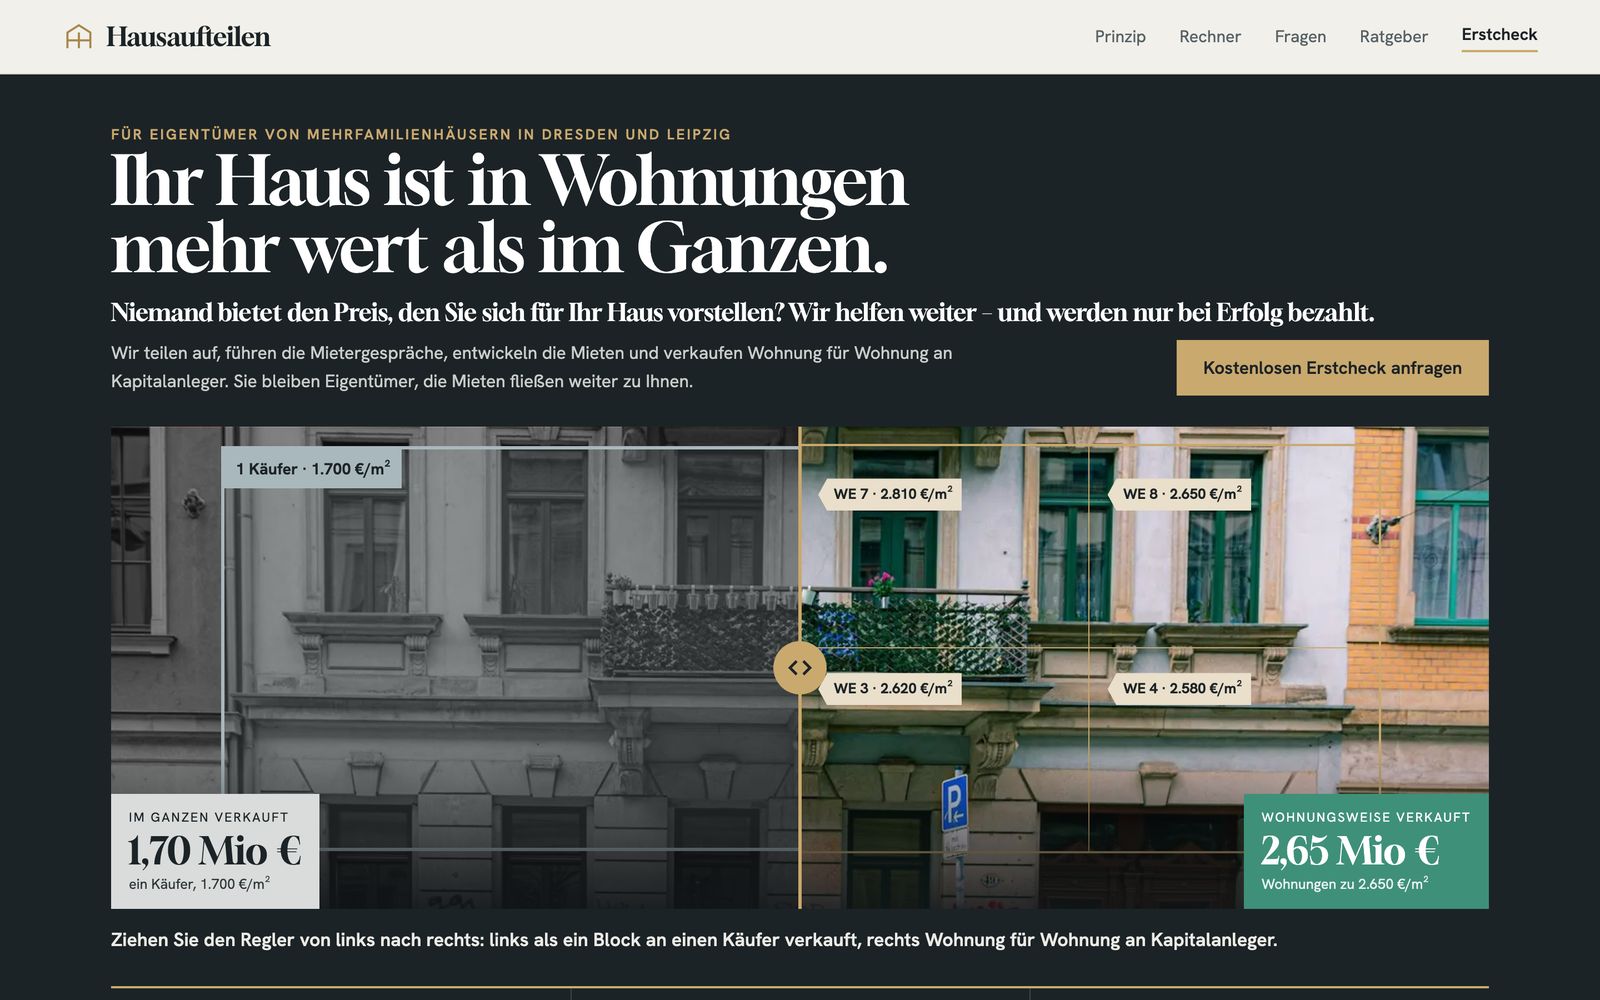 Hausaufteilen
Prinzip
Rechner
Fragen
Ratgeber
Erstcheck
FÜR EIGENTÜMER VON MEHRFAMILIENHÄUSERN IN DRESDEN UND LEIPZIG
Ihr Haus ist in Wohnungen
mehr wert als im Ganzen.
Niemand bietet den Preis, den Sie sich für Ihr Haus vorstellen? Wir helfen weiter – und werden nur bei Erfolg bezahlt.
Wir teilen auf, führen die Mietergespräche, entwickeln die Mieten und verkaufen Wohnung für Wohnung an
Kapitalanleger. Sie bleiben Eigentümer, die Mieten fließen weiter zu Ihnen.
Kostenlosen Erstcheck anfragen
1 Käufer · 1.700 €/m²
WE 7 · 2.810 €/m²
WE 8 · 2.650 €/m²
WE 3 · 2.620 €/m²
WE 4 · 2.580 €/m²
P
IM GANZEN VERKAUFT
1,70 Mio €
ein Käufer, 1.700 €/m²
WOHNUNGSWEISE VERKAUFT
2,65 Mio €
Wohnungen zu 2.650 €/m²
Ziehen Sie den Regler von links nach rechts: links als ein Block an einen Käufer verkauft, rechts Wohnung für Wohnung an Kapitalanleger.